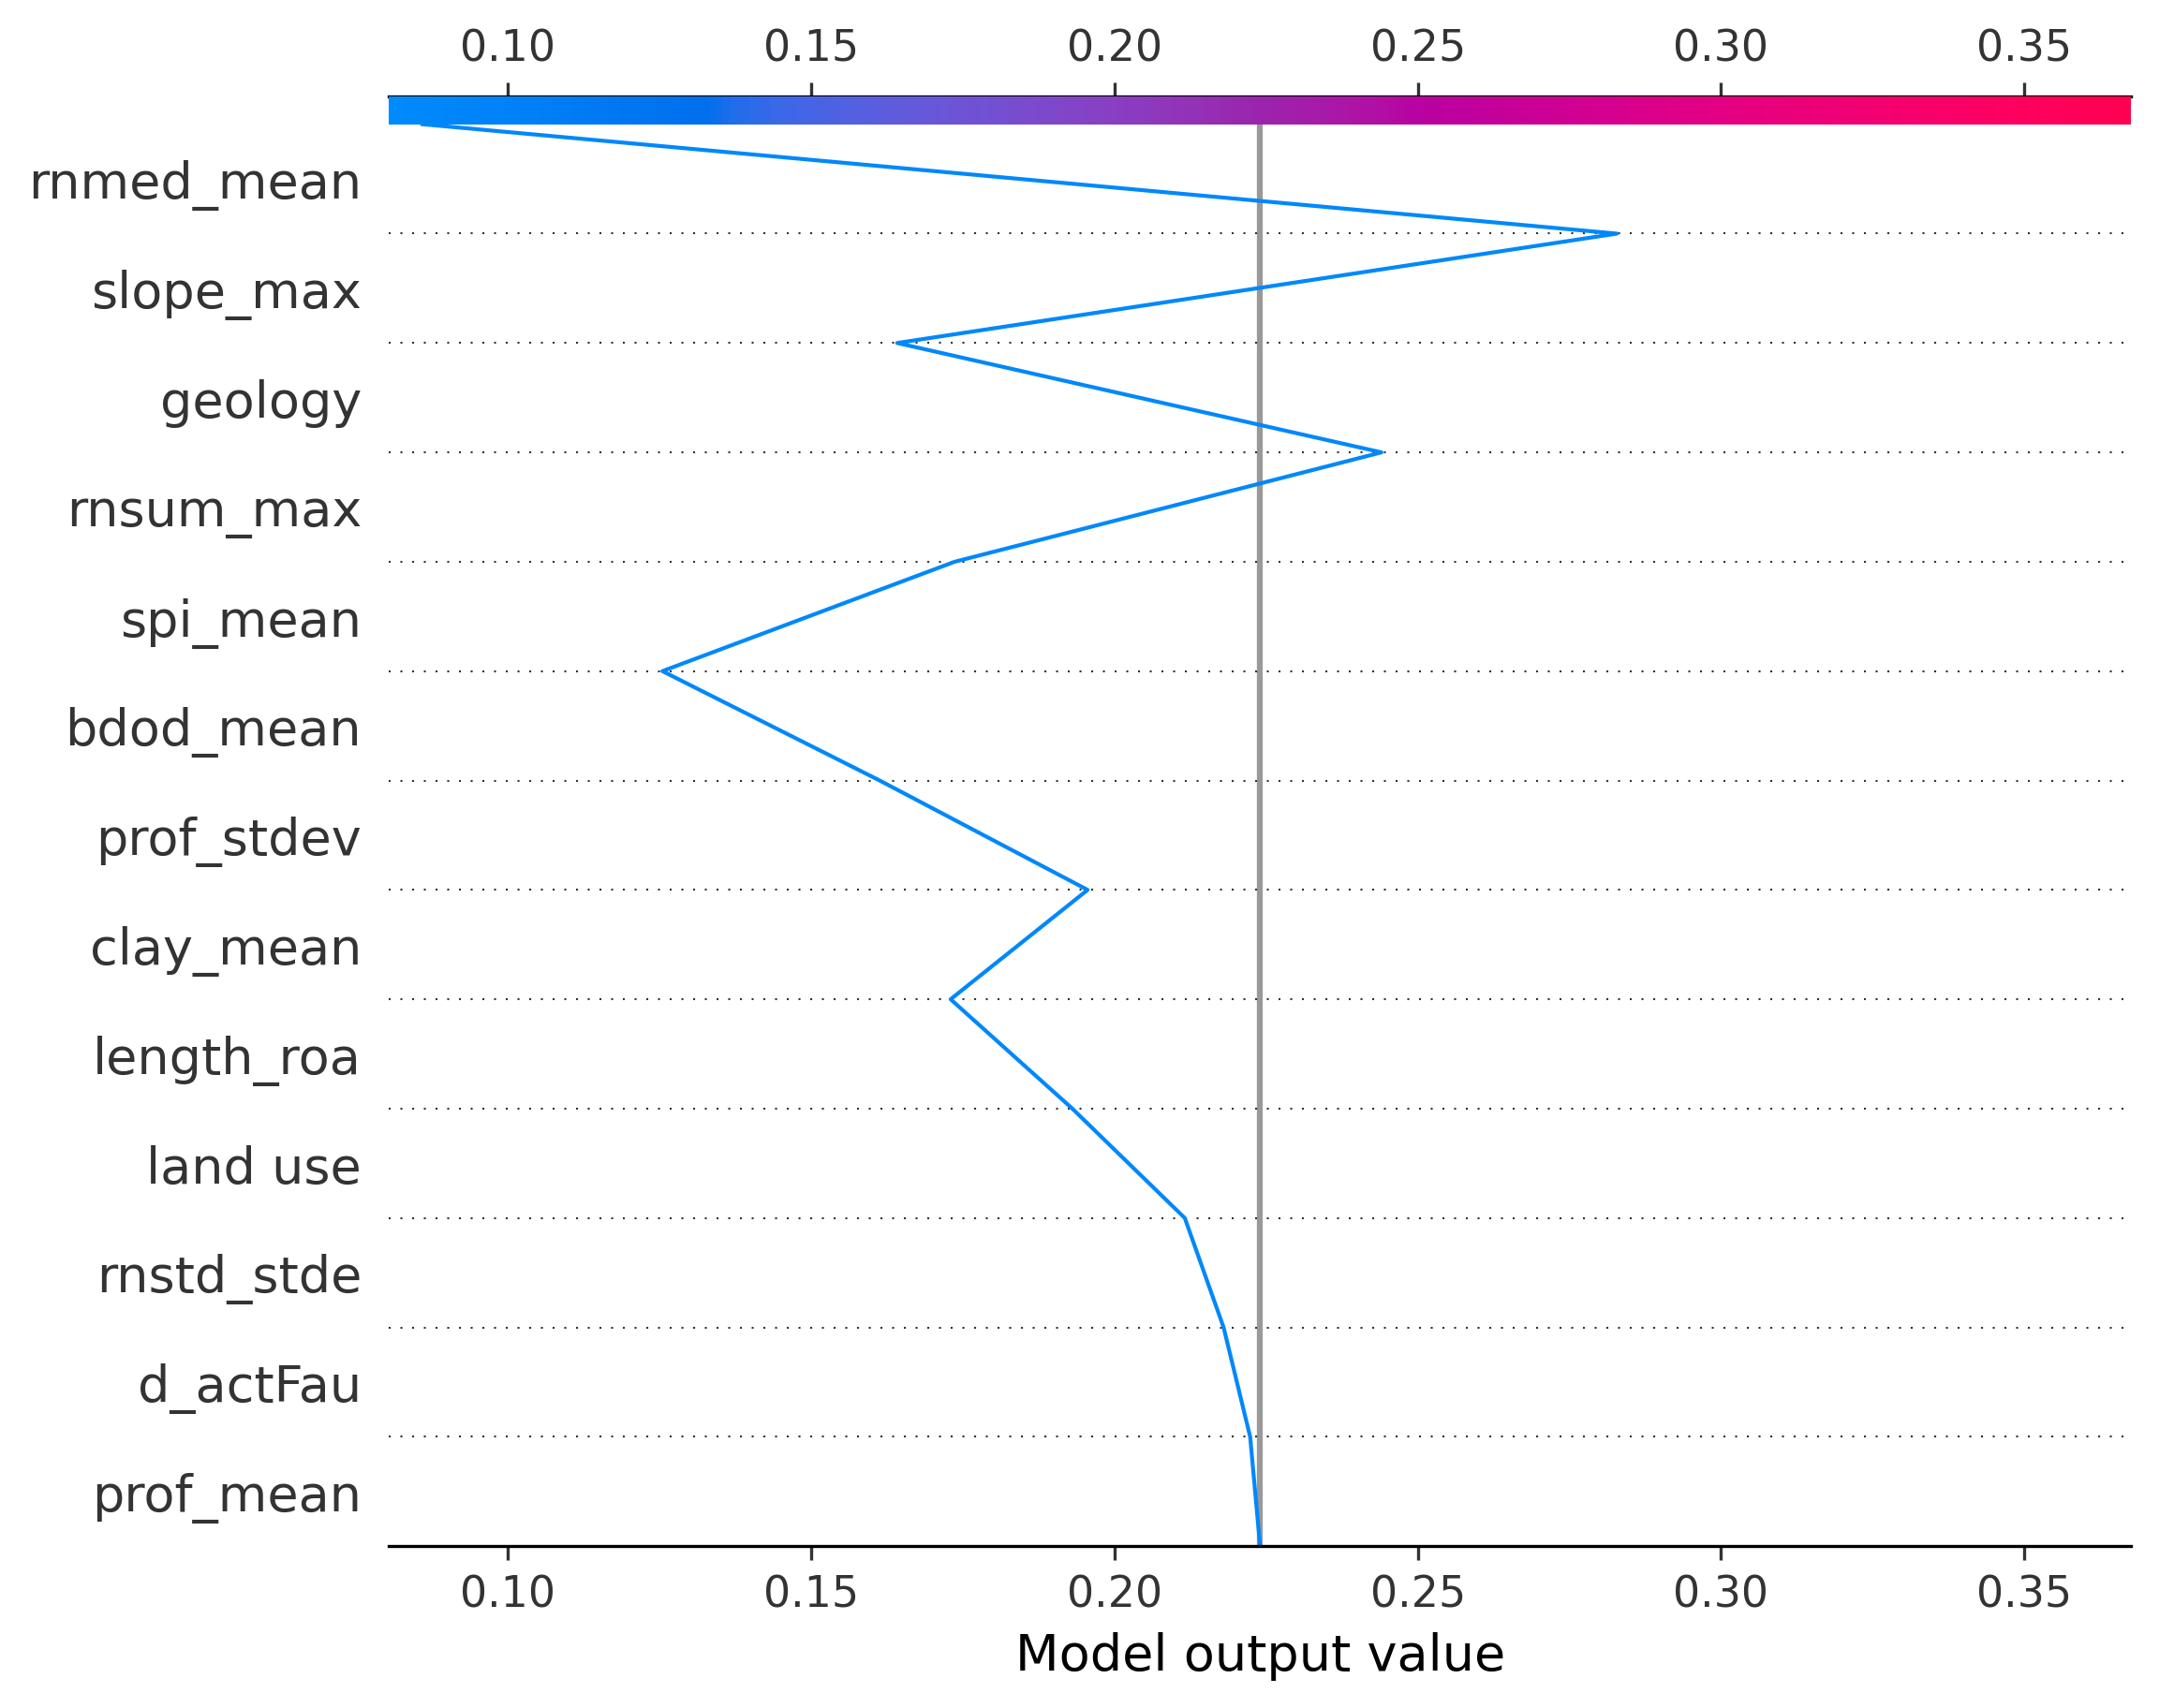 0.10 0.15 0.20 0.25 0.30 0.35
rnmed_mean
slope_max
geology
rnsum_max
spi_mean
bdod_mean
prof_stdev
clay_mean
length_roa
land use
rnstd_stde
d_actFau
prof_mean
0.10 0.15 0.20 0.25 0.30 0.35
Model output value